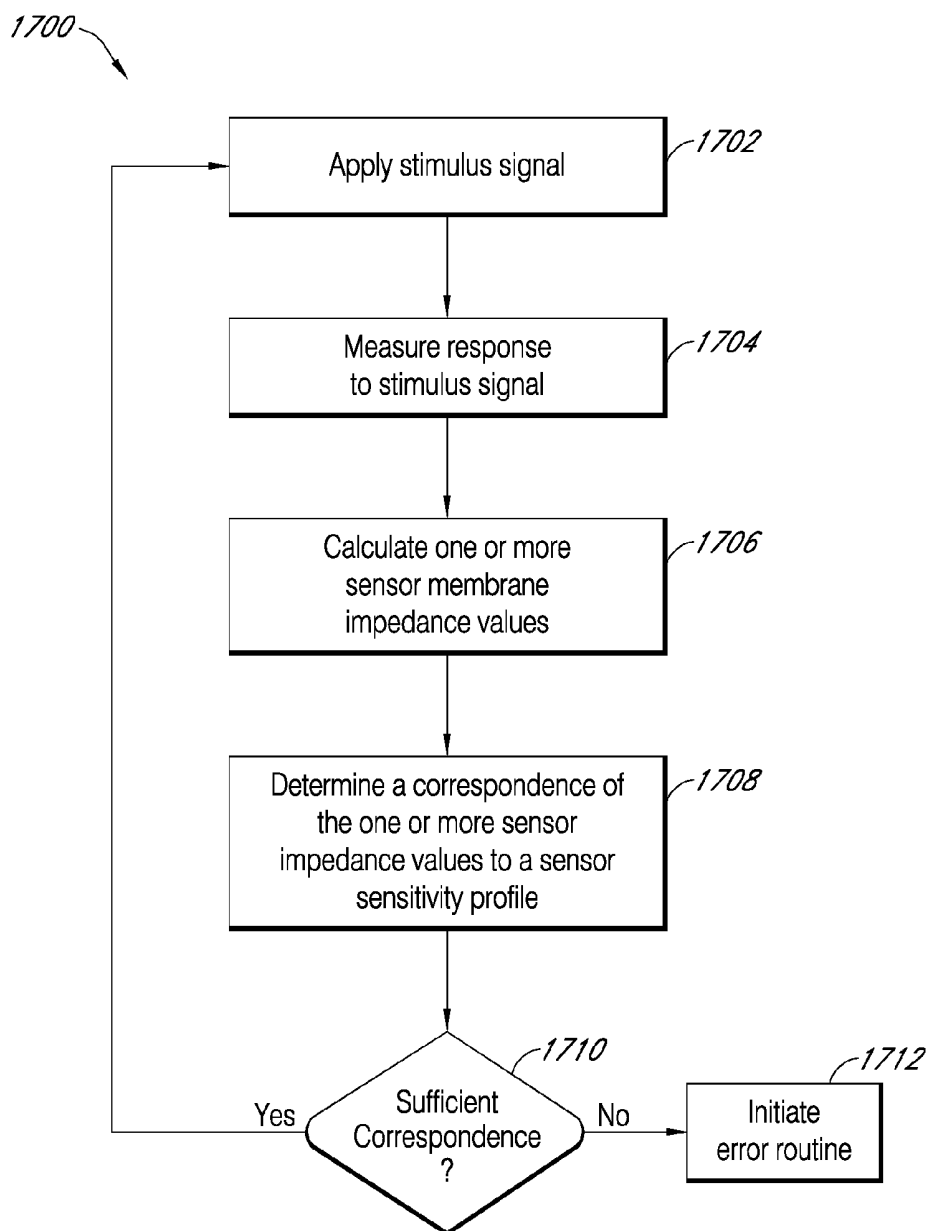 1700
Apply stimulus signal
1702
Measure response
to stimulus signal
1704
Calculate one or more
sensor membrane
impedance values
1706
Determine a correspondence of
the one or more sensor
impedance values to a sensor
sensitivity profile
1708
1710
Sufficient
Correspondence
?
Yes
No
1712
Initiate
error routine